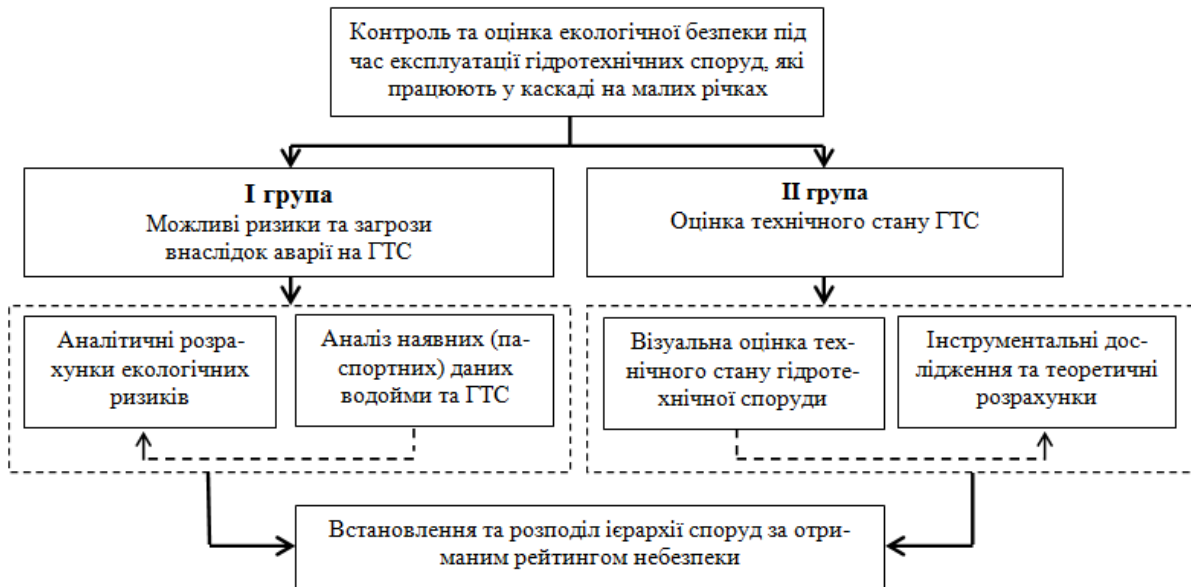 Контроль та оцінка екологічної безпеки під
час експлуатації гідротехнічних споруд, які
працюють у каскаді на малих річках
I група
Можливі ризики та загрози
внаслідок аварії на ГТС
II група
Оцінка технічного стану ГТС
Аналітичні розра-
хунки екологічних
ризиків
Аналіз наявних (па-
спортних) даних
водойми та ГТС
Візуальна оцінка тех-
нічного стану гідроте-
хнічної споруди
Інструментальні дос-
лідження та теоретичні
розрахунки
Встановлення та розподіл ієрархії споруд за отри-
маним рейтингом небезпеки